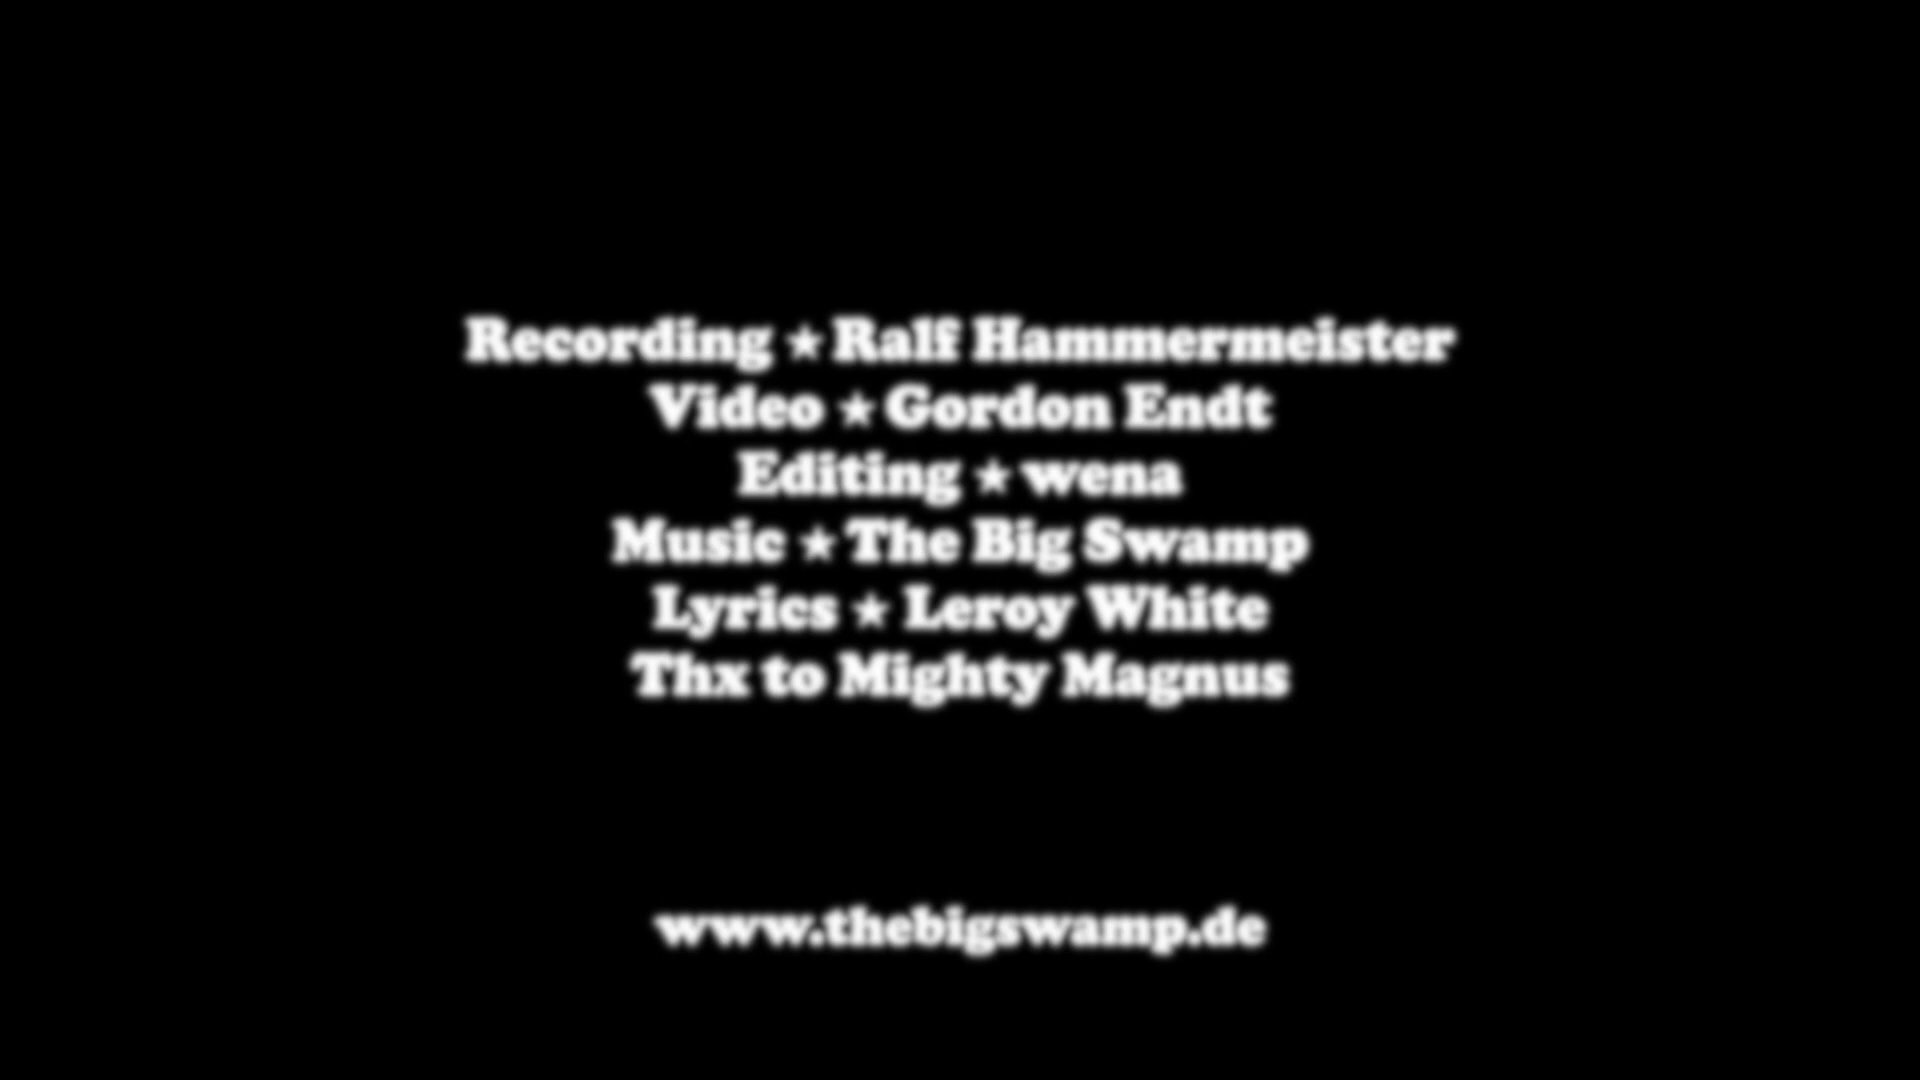 Recording ★ Ralf Hammermeister
Video ★ Gordon Endt
Editing ★ wena
Music ★ The Big Swamp
Lyrics ★ Leroy White
Thx to Mighty Magnus
www.thebigswamp.de